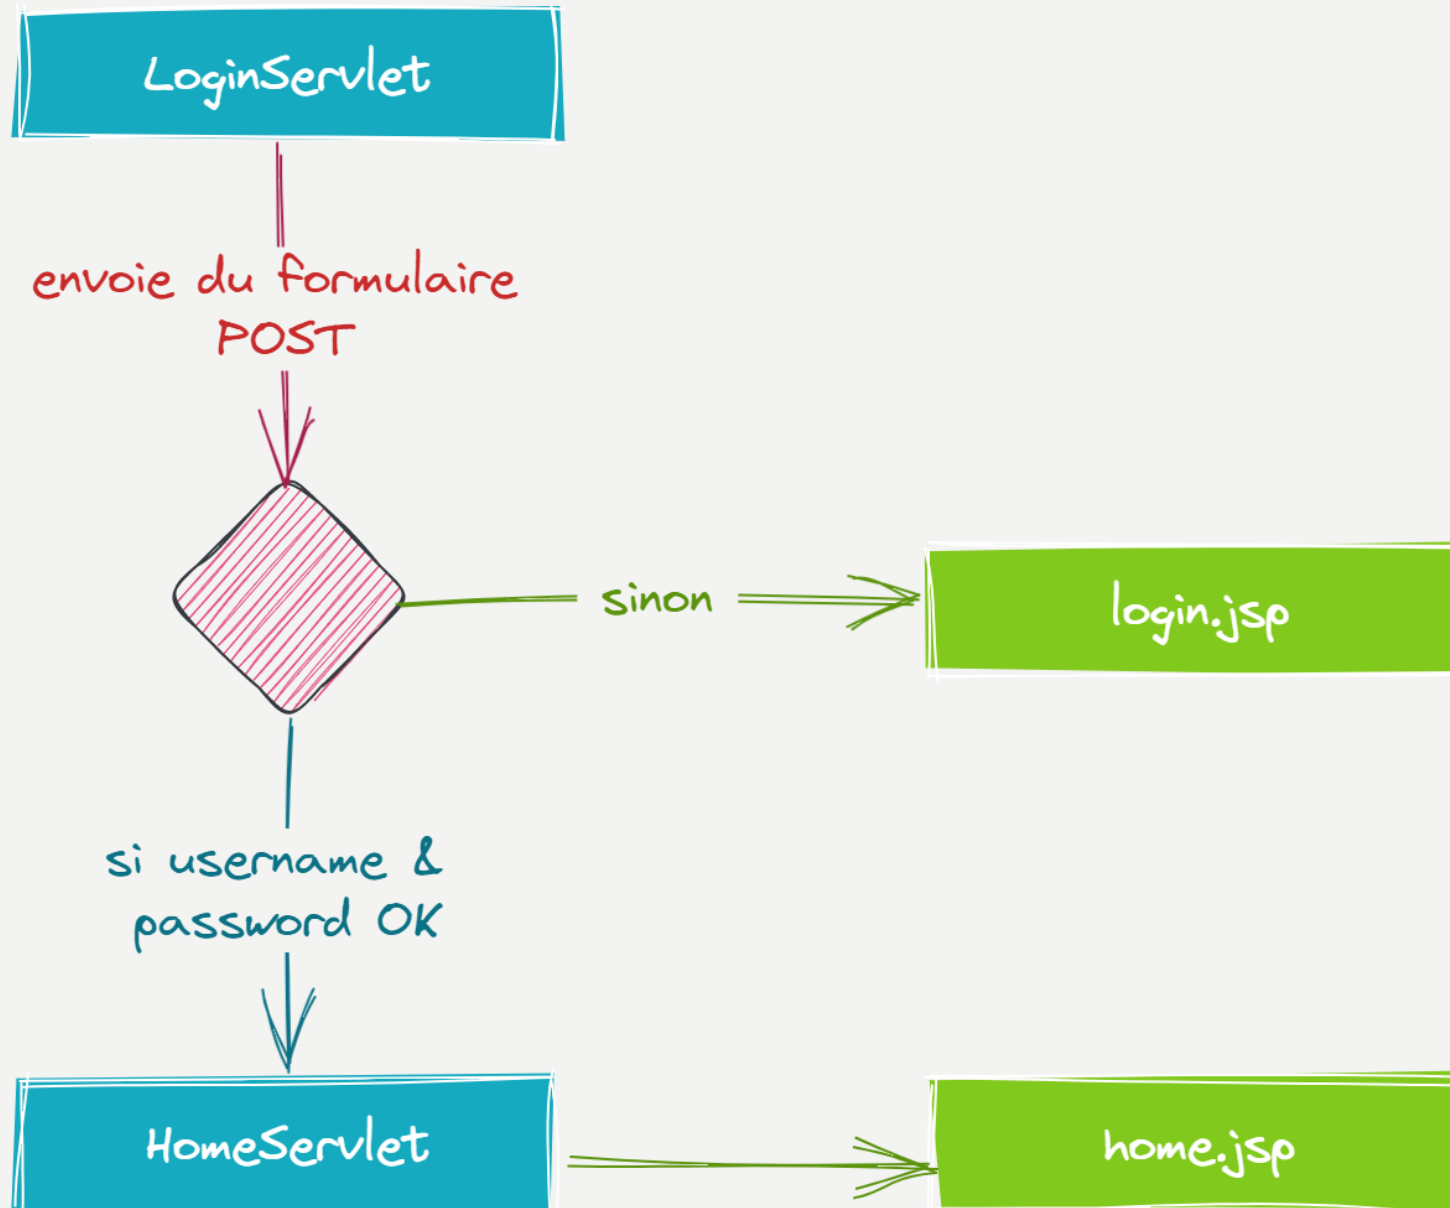 LoginServlet
envoie du formulaire
POST
sinon
login.jsp
si username &
password OK
HomeServlet
home.jsp